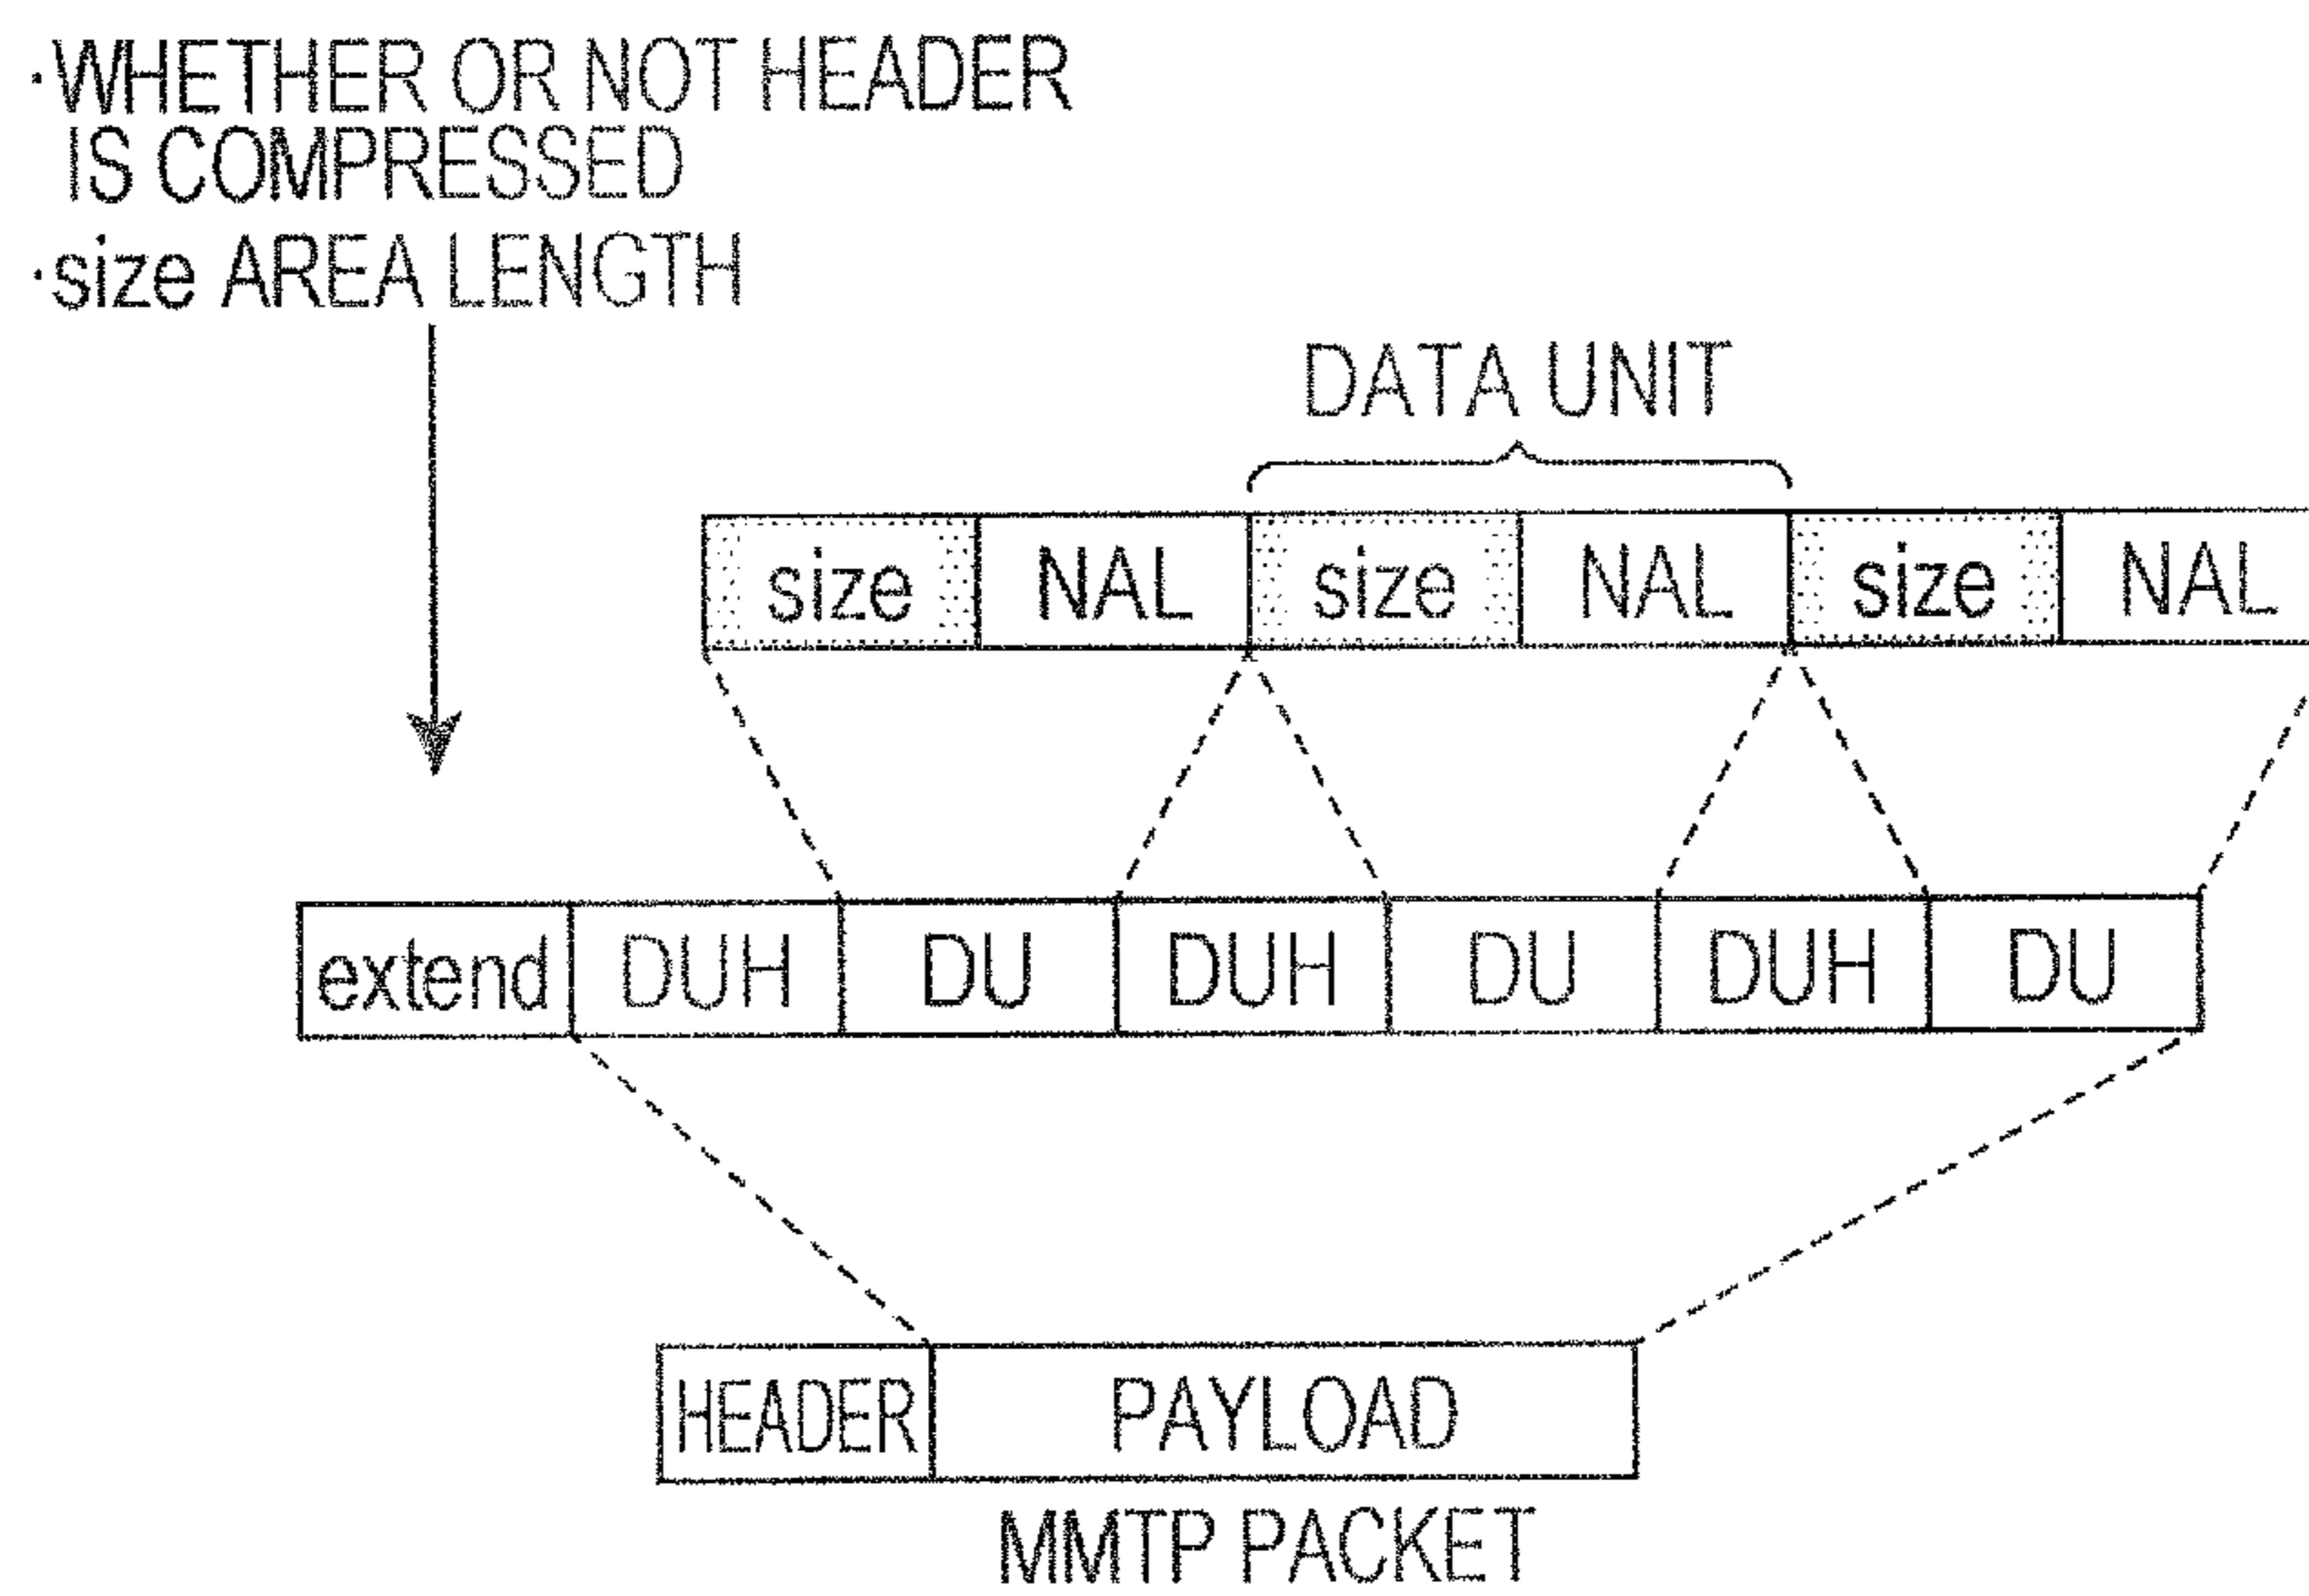 ·WHETHER OR NOT HEADER
IS COMPRESSED
·size AREA LENGTH
DATA UNIT
size NAL size NAL size NAL
extend DUH DU DUH DU DUH DU
HEADER PAYLOAD
MMTP PACKET